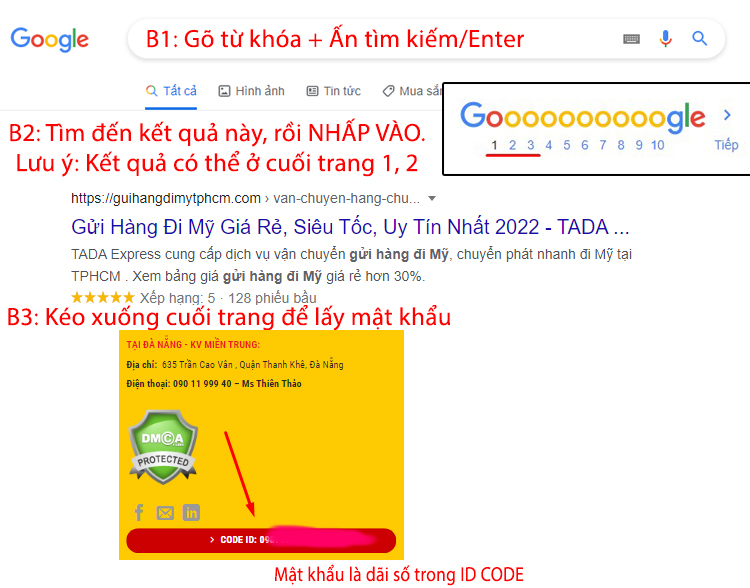 Google
B1: Gõ từ khóa + Ấn tìm kiếm/Enter
Tất cả
Hình ảnh
Tin tức
Mua sắ
Goooooooooogle
1 2 3 4 5 6 7 8 9 10
Tiếp
B2: Tìm đến kết quả này, rồi NHẤP VÀO.
Lưu ý: Kết quả có thể ở cuối trang 1, 2
https://guihangdimytphcm.com › van-chuyen-hang-chu...
Gửi Hàng Đi Mỹ Giá Rẻ, Siêu Tốc, Uy Tín Nhất 2022 - TADA ...
TADA Express cung cấp dịch vụ vận chuyển gửi hàng đi Mỹ, chuyển phát nhanh đi Mỹ tại
TPHCM . Xem bảng giá gửi hàng đi Mỹ giá rẻ hơn 30%.
Xếp hạng: 5 · 128 phiếu bầu
B3: Kéo xuống cuối trang để lấy mật khẩu
TẠI ĐÀ NẴNG - KV MIỀN TRUNG:
Địa chỉ: 635 Trần Cao Vân , Quận Thanh Khê, Đà Nẵng
Điện thoại: 090 11 999 40 – Ms Thiên Thảo
DMCA
.com
PROTECTED
f
in
CODE ID: 09
Mật khẩu là dãi số trong ID CODE